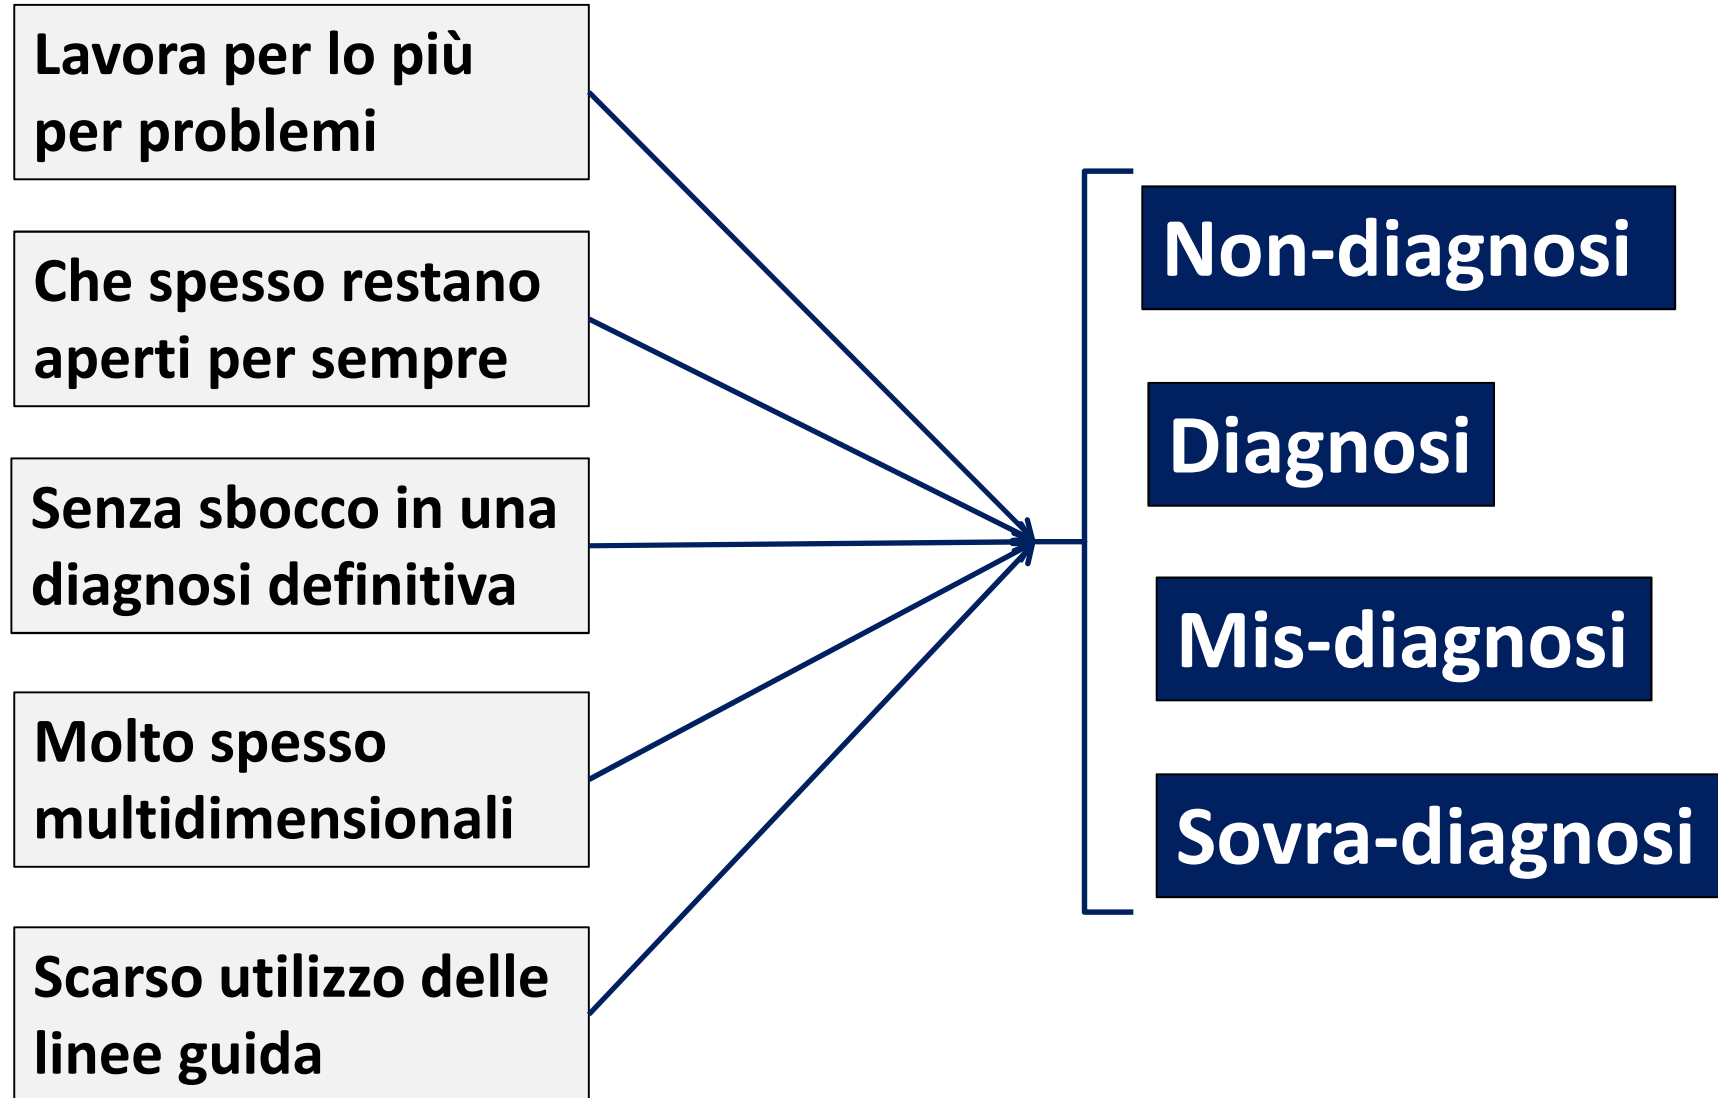 Lavora per lo più
per problemi
Che spesso restano
aperti per sempre
Senza sbocco in una
diagnosi definitiva
Molto spesso
multidimensionali
Scarso utilizzo delle
linee guida
Non-diagnosi
Diagnosi
Mis-diagnosi
Sovra-diagnosi